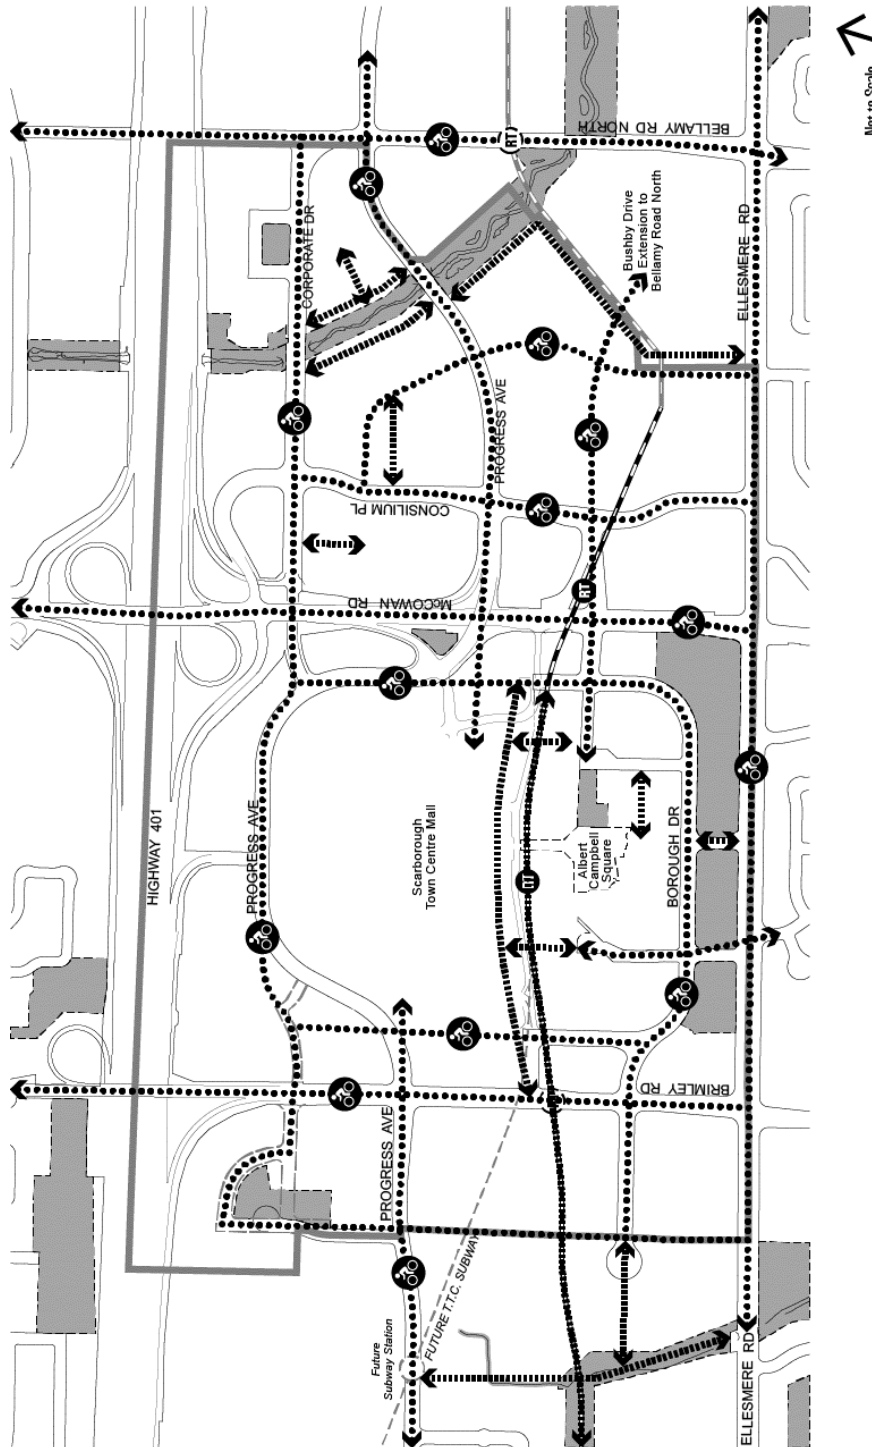 Not to Scale
BELLAMY RD NORTH
RT
Bushby Drive
Extension to
Bellamy Road North
ELLESMERE RD
CORPORATE DR
PROGRESS AVE
CONSILIUM PL
RT
McCOWAN RD
HIGHWAY 401
PROGRESS AVE
Scarborough
Town Centre Mall
Albert
Campbell
Square
BOROUGH DR
BRIMLEY RD
PROGRESS AVE
FUTURE T.T.C. SUBWAY
Future
Subway Station
ELLESMERE RD